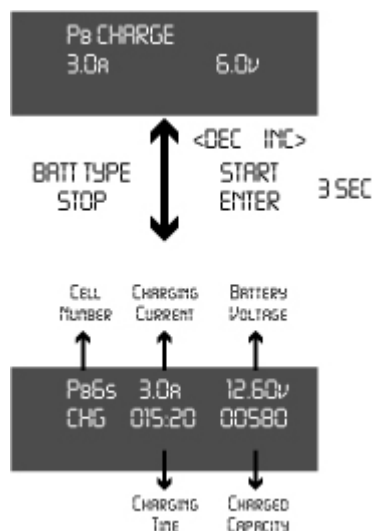 PB CHARGE
3.0A 6.0V
<DEC INC>
BATT TYPE START
STOP ENTER 3 SEC
CELL CHARGING BATTERY
NUMBER CURRENT VOLTAGE
PB6S 3.0A 12.60V
CHG 015:20 00580
CHARGING CHARGED
TIME CAPACITY